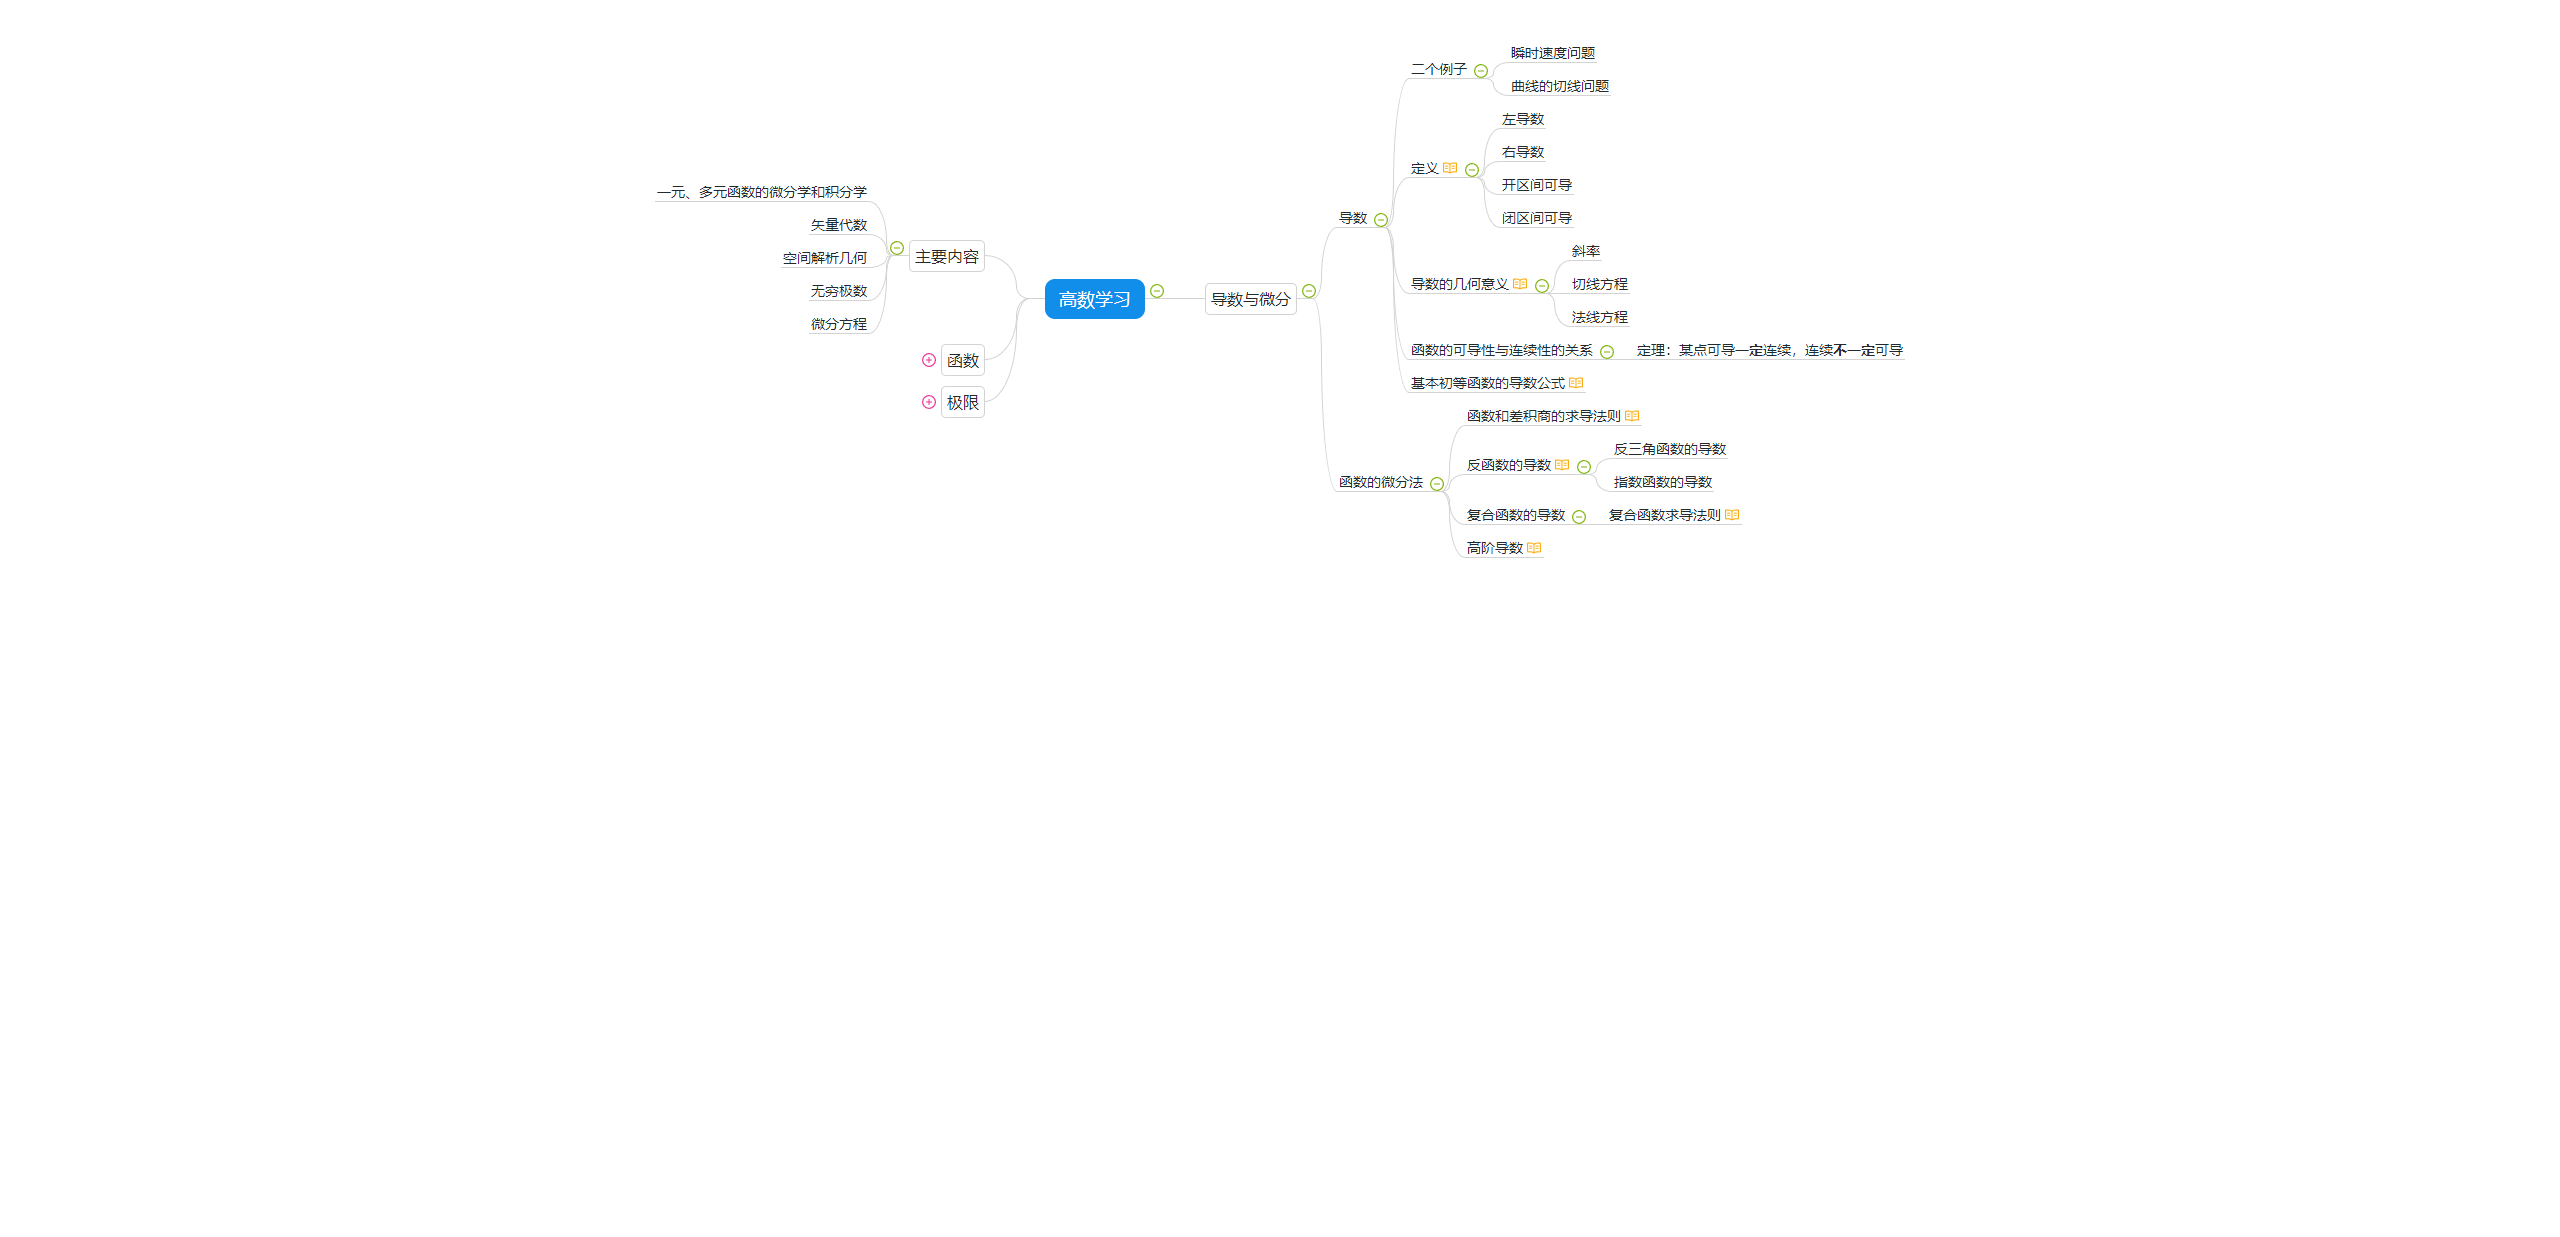 高数学习
主要内容
一元、多元函数的微分学和积分学
矢量代数
空间解析几何
无穷极数
微分方程
函数
极限
导数与微分
导数
二个例子
瞬时速度问题
曲线的切线问题
定义
左导数
右导数
开区间可导
闭区间可导
导数的几何意义
斜率
切线方程
法线方程
函数的可导性与连续性的关系
定理：某点可导一定连续，连续不一定可导
基本初等函数的导数公式
函数的微分法
函数和差积商的求导法则
反函数的导数
反三角函数的导数
指数函数的导数
复合函数的导数
复合函数求导法则
高阶导数